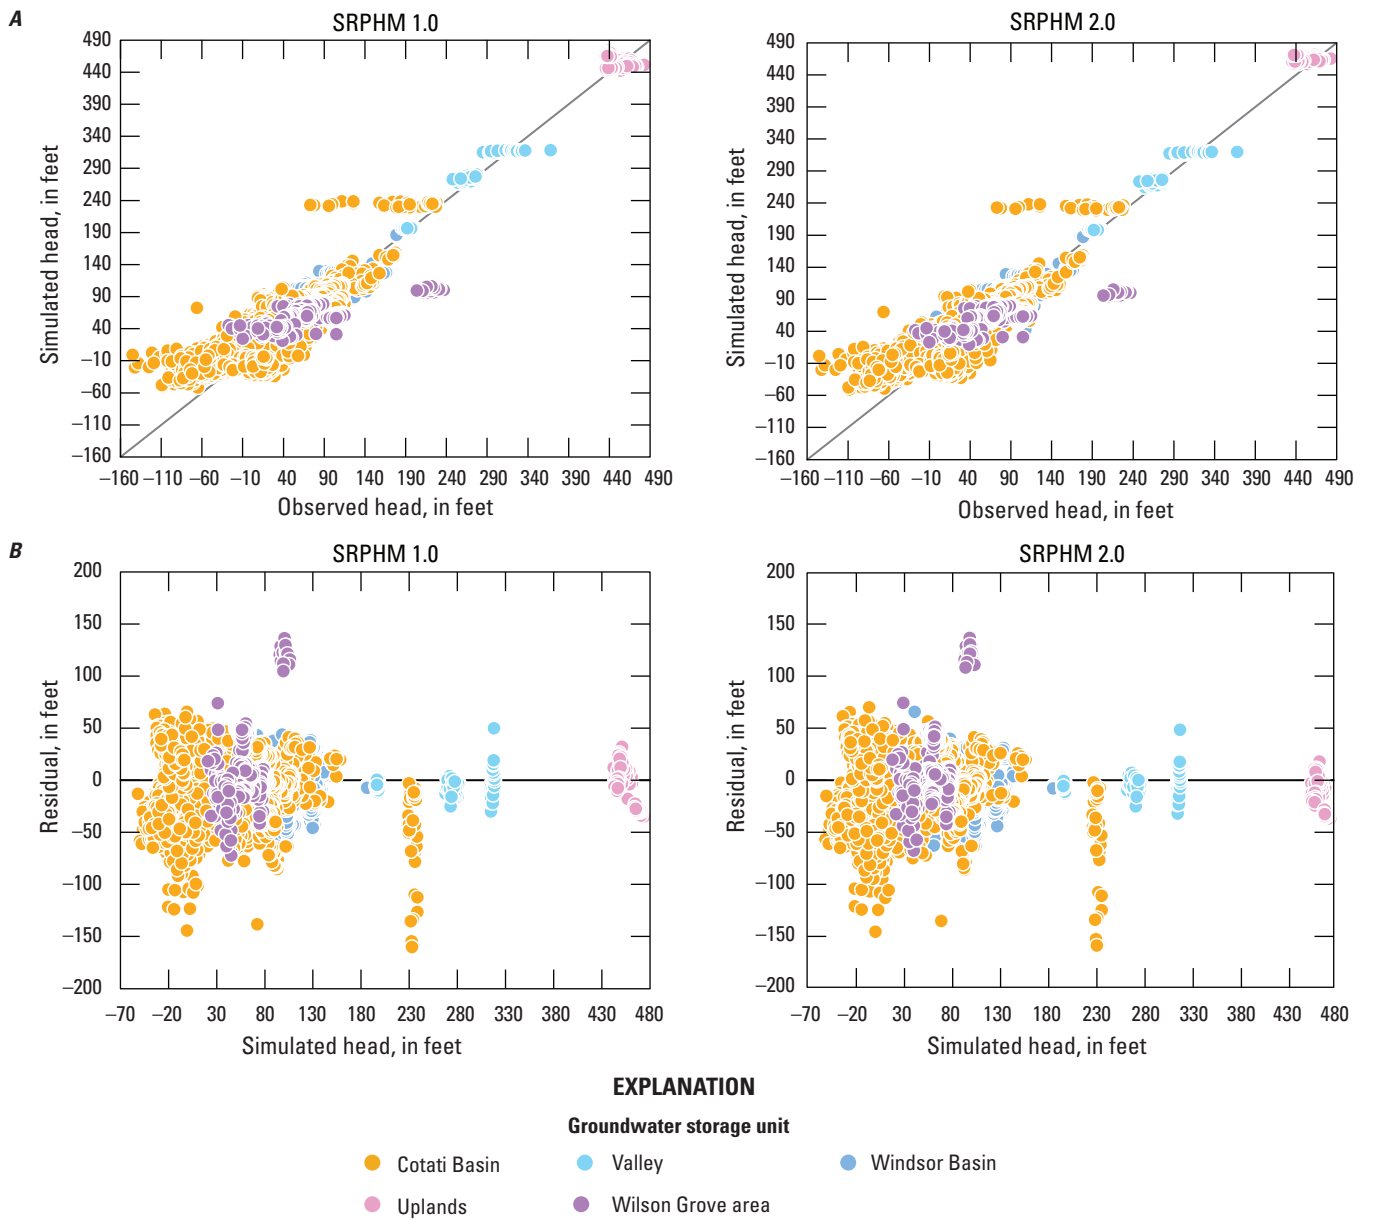 A
SRPHM 1.0
SRPHM 2.0
490
440
390
340
290
240
190
140
90
40
–10
–60
–110
–160
Simulated head, in feet
–160 –110 –60 –10 40 90 140 190 240 290 340 390 440 490
Observed head, in feet
490
440
390
340
290
240
190
140
90
40
–10
–60
–110
–160
Simulated head, in feet
–160 –110 –60 –10 40 90 140 190 240 290 340 390 440 490
Observed head, in feet
B
SRPHM 1.0
SRPHM 2.0
200
150
100
50
0
–50
–100
–150
–200
Residual, in feet
–70 –20 30 80 130 180 230 280 330 380 430 480
Simulated head, in feet
200
150
100
50
0
–50
–100
–150
–200
Residual, in feet
–70 –20 30 80 130 180 230 280 330 380 430 480
Simulated head, in feet
EXPLANATION
Groundwater storage unit
Cotati Basin
Valley
Windsor Basin
Uplands
Wilson Grove area